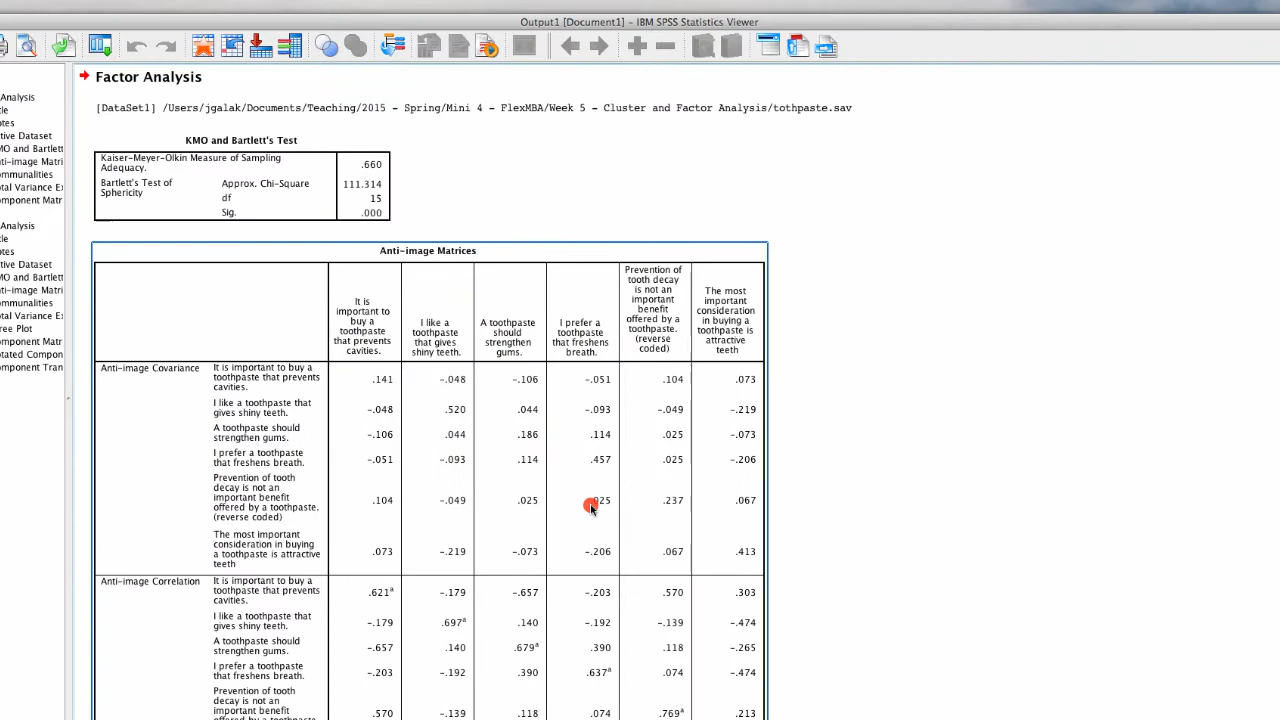 Output1 [Document1] – IBM SPSS Statistics Viewer
Factor Analysis
[DataSet1] /Users/jgalak/Documents/Teaching/2015 - Spring/Mini 4 - FlexMBA/Week 5 - Cluster and Factor Analysis/tothpaste.sav
Analysis
tle
otes
tive Dataset
MO and Bartlett
nti-image Matri
ommunalities
otal Variance Ex
omponent Matr
Analysis
tle
otes
tive Dataset
MO and Bartlett
nti-image Matri
ommunalities
otal Variance Ex
ree Plot
omponent Matr
otated Compon
omponent Tran
KMO and Bartlett's Test
Kaiser-Meyer-Olkin Measure of Sampling
Adequacy. .660
Bartlett's Test of Sphericity Approx. Chi-Square 111.314
df 15
Sig. .000
Anti-image Matrices
It is important to buy a toothpaste that prevents cavities.
I like a toothpaste that gives shiny teeth.
A toothpaste should strengthen gums.
I prefer a toothpaste that freshens breath.
Prevention of tooth decay is not an important benefit offered by a toothpaste. (reverse coded)
The most important consideration in buying a toothpaste is attractive teeth
Anti-image Covariance It is important to buy a toothpaste that prevents cavities. .141 -.048 -.106 -.051 .104 .073
I like a toothpaste that gives shiny teeth. -.048 .520 .044 -.093 -.049 -.219
A toothpaste should strengthen gums. -.106 .044 .186 .114 .025 -.073
I prefer a toothpaste that freshens breath. -.051 -.093 .114 .457 .025 -.206
Prevention of tooth decay is not an important benefit offered by a toothpaste. (reverse coded) .104 -.049 .025 .025 .237 .067
The most important consideration in buying a toothpaste is attractive teeth .073 -.219 -.073 -.206 .067 .413
Anti-image Correlation It is important to buy a toothpaste that prevents cavities. .621a -.179 -.657 -.203 .570 .303
I like a toothpaste that gives shiny teeth. -.179 .697a .140 -.192 -.139 -.474
A toothpaste should strengthen gums. -.657 .140 .679a .390 .118 -.265
I prefer a toothpaste that freshens breath. -.203 -.192 .390 .637a .074 -.474
Prevention of tooth decay is not an important benefit offered by a toothpaste. .570 -.139 .118 .074 .769a .213